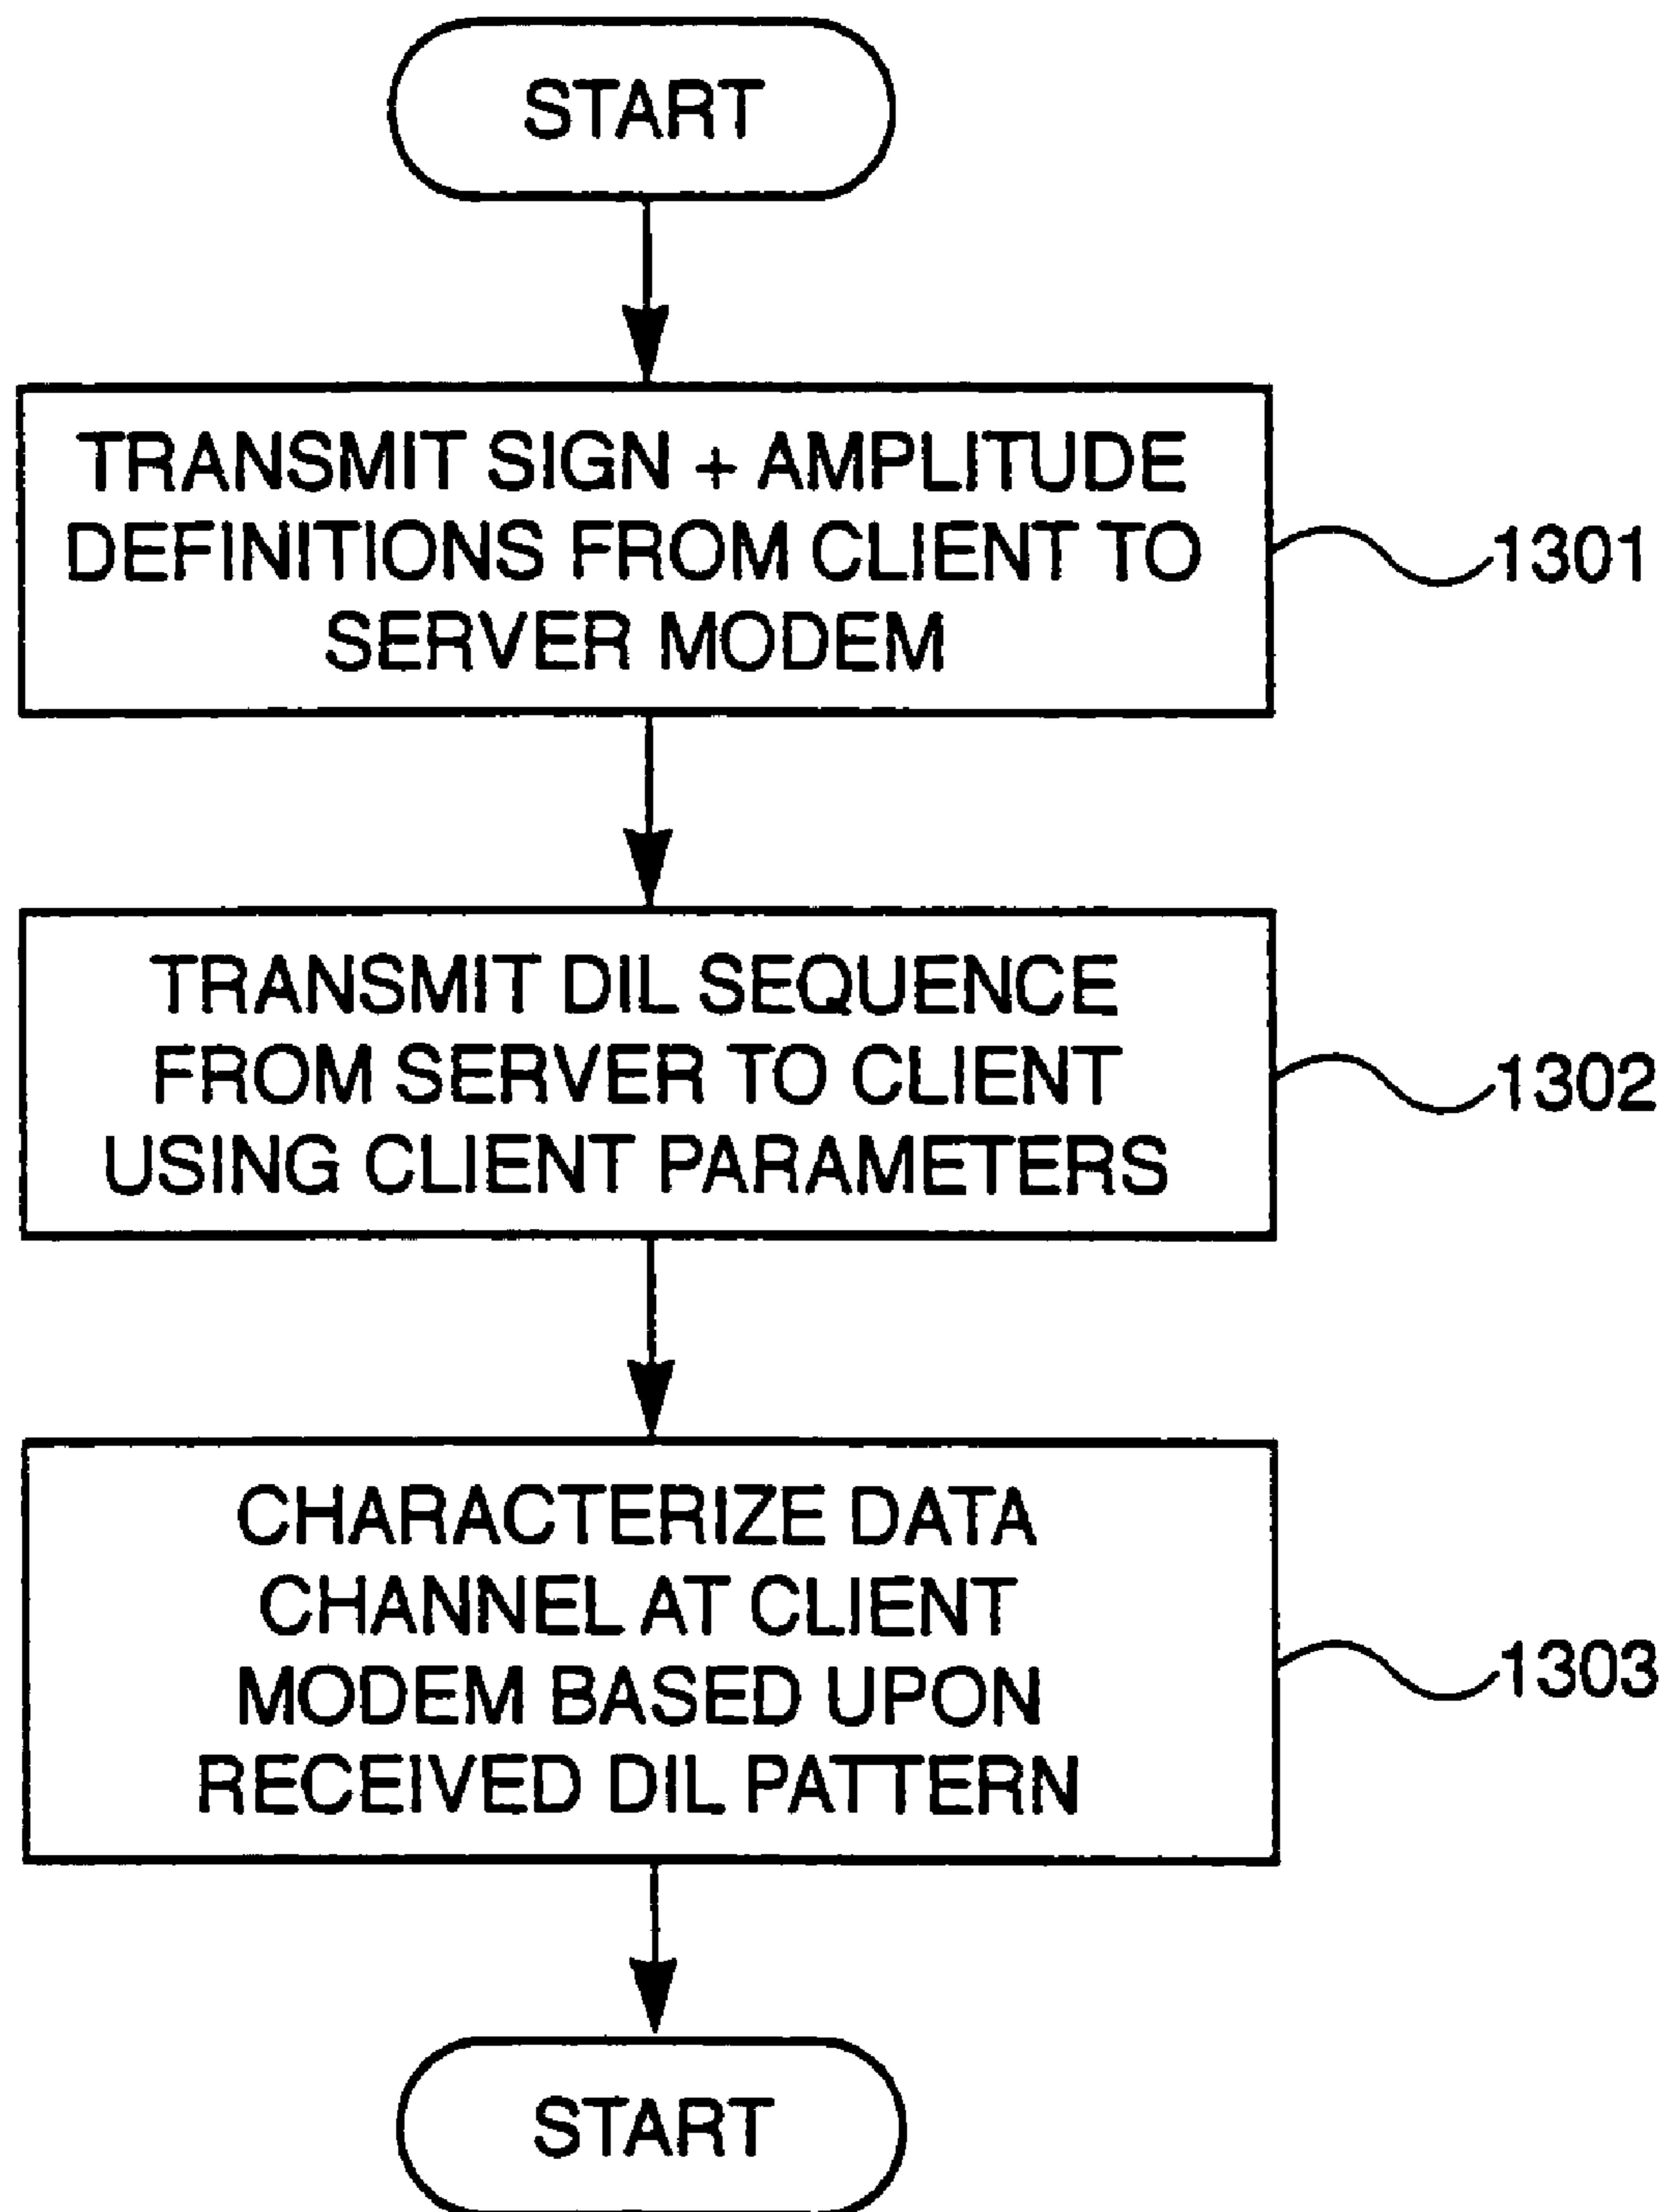 START
TRANSMIT SIGN + AMPLITUDE
DEFINITIONS FROM CLIENT TO
SERVER MODEM
1301
TRANSMIT DIL SEQUENCE
FROM SERVER TO CLIENT
USING CLIENT PARAMETERS
1302
CHARACTERIZE DATA
CHANNEL AT CLIENT
MODEM BASED UPON
RECEIVED DIL PATTERN
1303
START